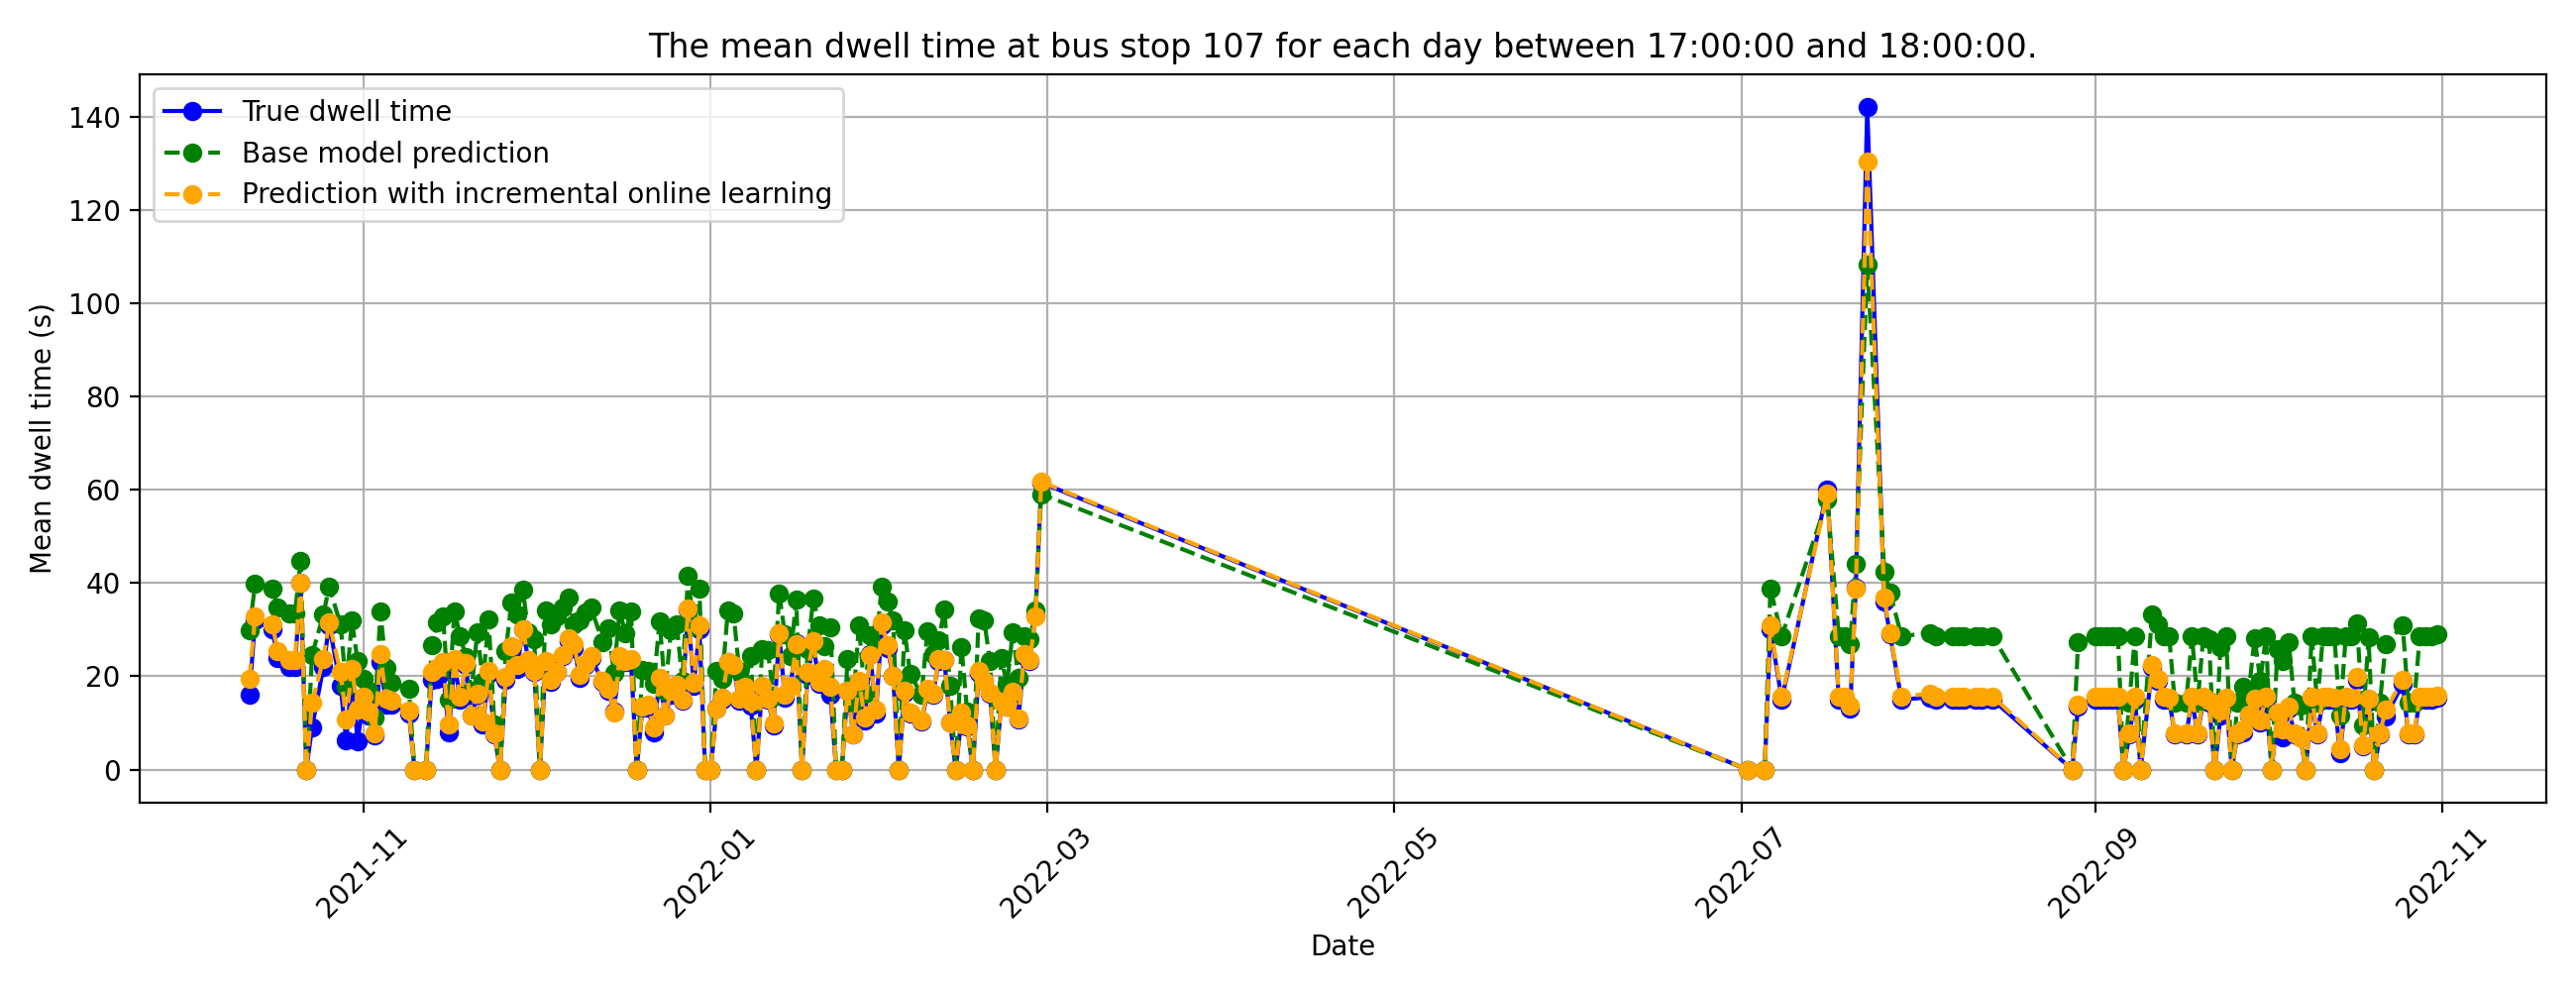 The mean dwell time at bus stop 107 for each day between 17:00:00 and 18:00:00.
True dwell time
Base model prediction
Prediction with incremental online learning
Mean dwell time (s)
140
120
100
80
60
40
20
0
2021-11
2022-01
2022-03
2022-05
2022-07
2022-09
2022-11
Date